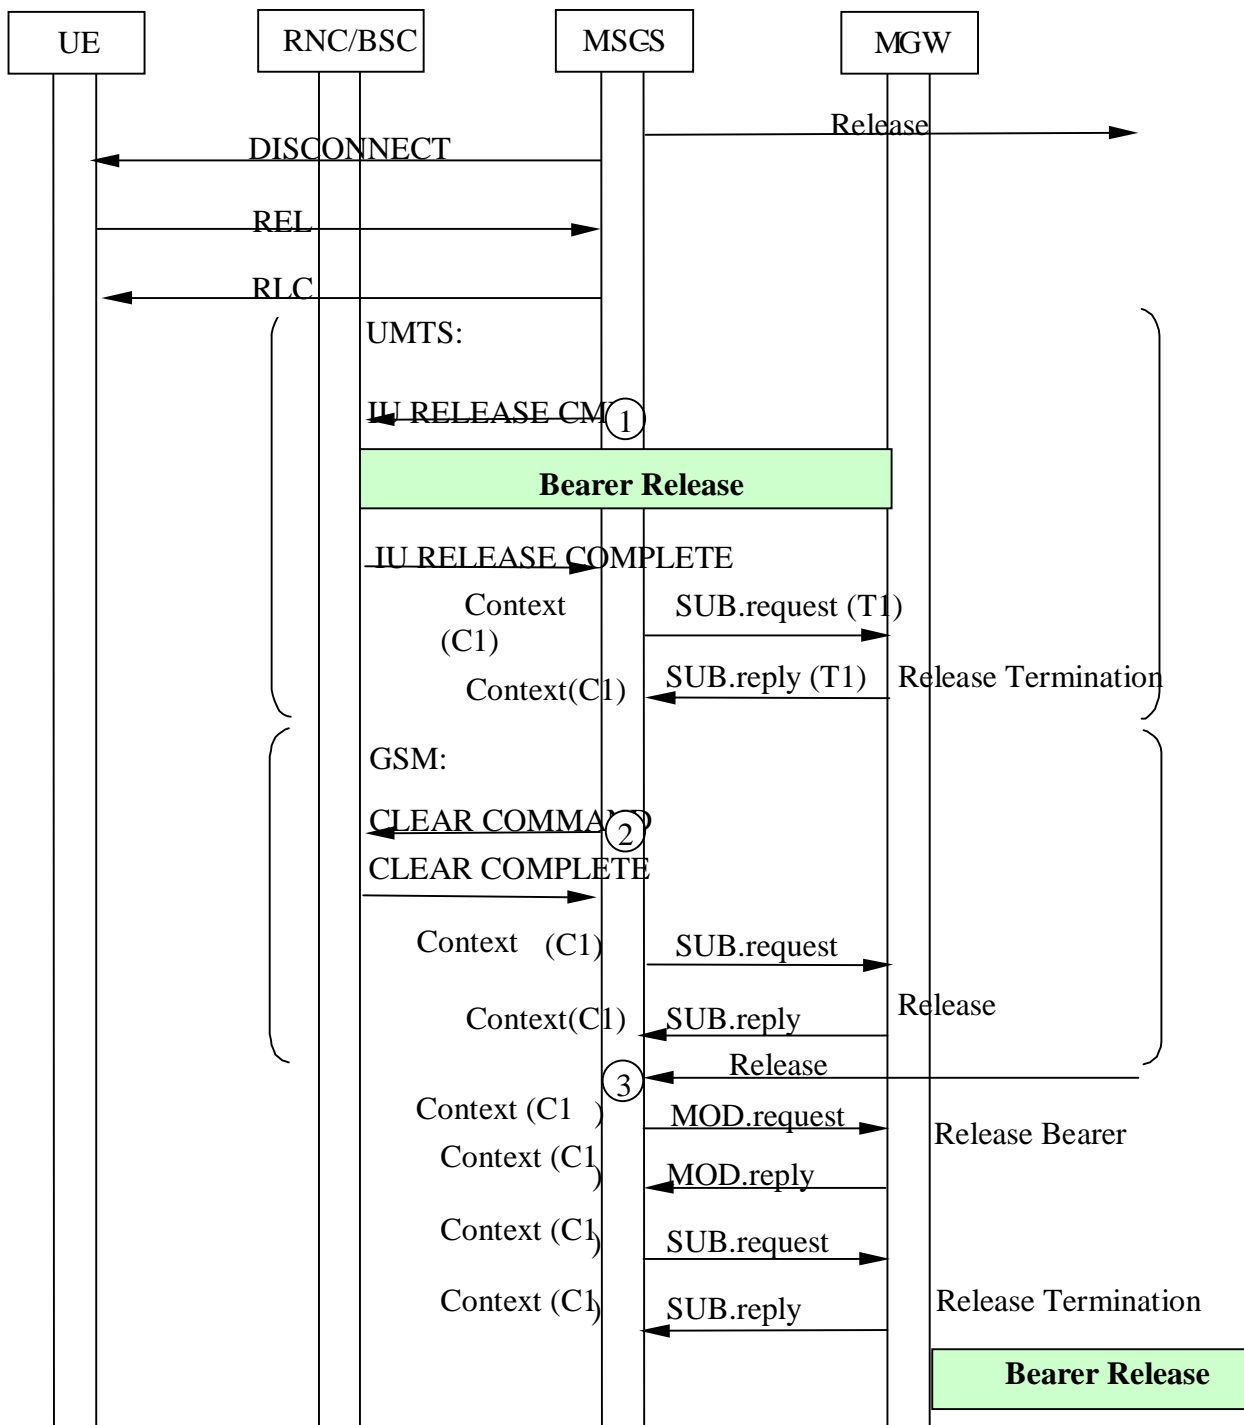 UE
RNC/BSC
MSC-S
MGW
Release
DISCONNECT
REL
RLC
UMTS:
IU RELEASE CM
1
Bearer Release
IU RELEASE COMPLETE
Context
(C1)
SUB.request (T1)
Context(C1)
SUB.reply (T1)
Release Termination
GSM:
CLEAR COMMAND
2
CLEAR COMPLETE
Context (C1)
SUB.request
Context(C1)
SUB.reply
Release
Release
3
Context (C1 )
MOD.request
Release Bearer
Context (C1)
MOD.reply
Context (C1)
SUB.request
Context (C1)
SUB.reply
Release Termination
Bearer Release